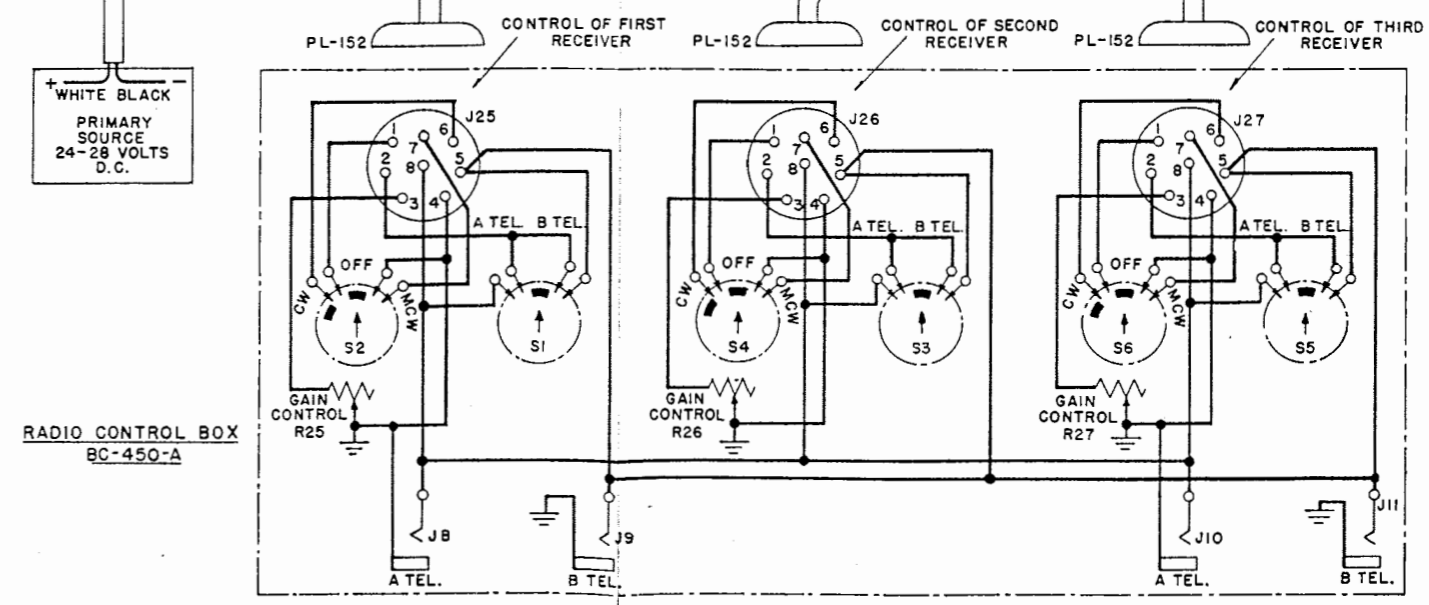 PL-152
CONTROL OF FIRST
RECEIVER
PL-152
CONTROL OF SECOND
RECEIVER
PL-152
CONTROL OF THIRD
RECEIVER
+ -
WHITE BLACK
PRIMARY
SOURCE
24-28 VOLTS
D.C.
J25
1
2
3
4
5
6
7
8
A TEL. B TEL.
OFF
CW
MCW
S2
S1
GAIN
CONTROL
R25
J26
1
2
3
4
5
6
7
8
A TEL. B TEL.
OFF
CW
MCW
S4
S3
GAIN
CONTROL
R26
J27
1
2
3
4
5
6
7
8
A TEL. B TEL.
OFF
CW
MCW
S6
S5
GAIN
CONTROL
R27
RADIO CONTROL BOX
BC-450-A
J8
A TEL.
J9
B TEL.
J10
A TEL.
J11
B TEL.